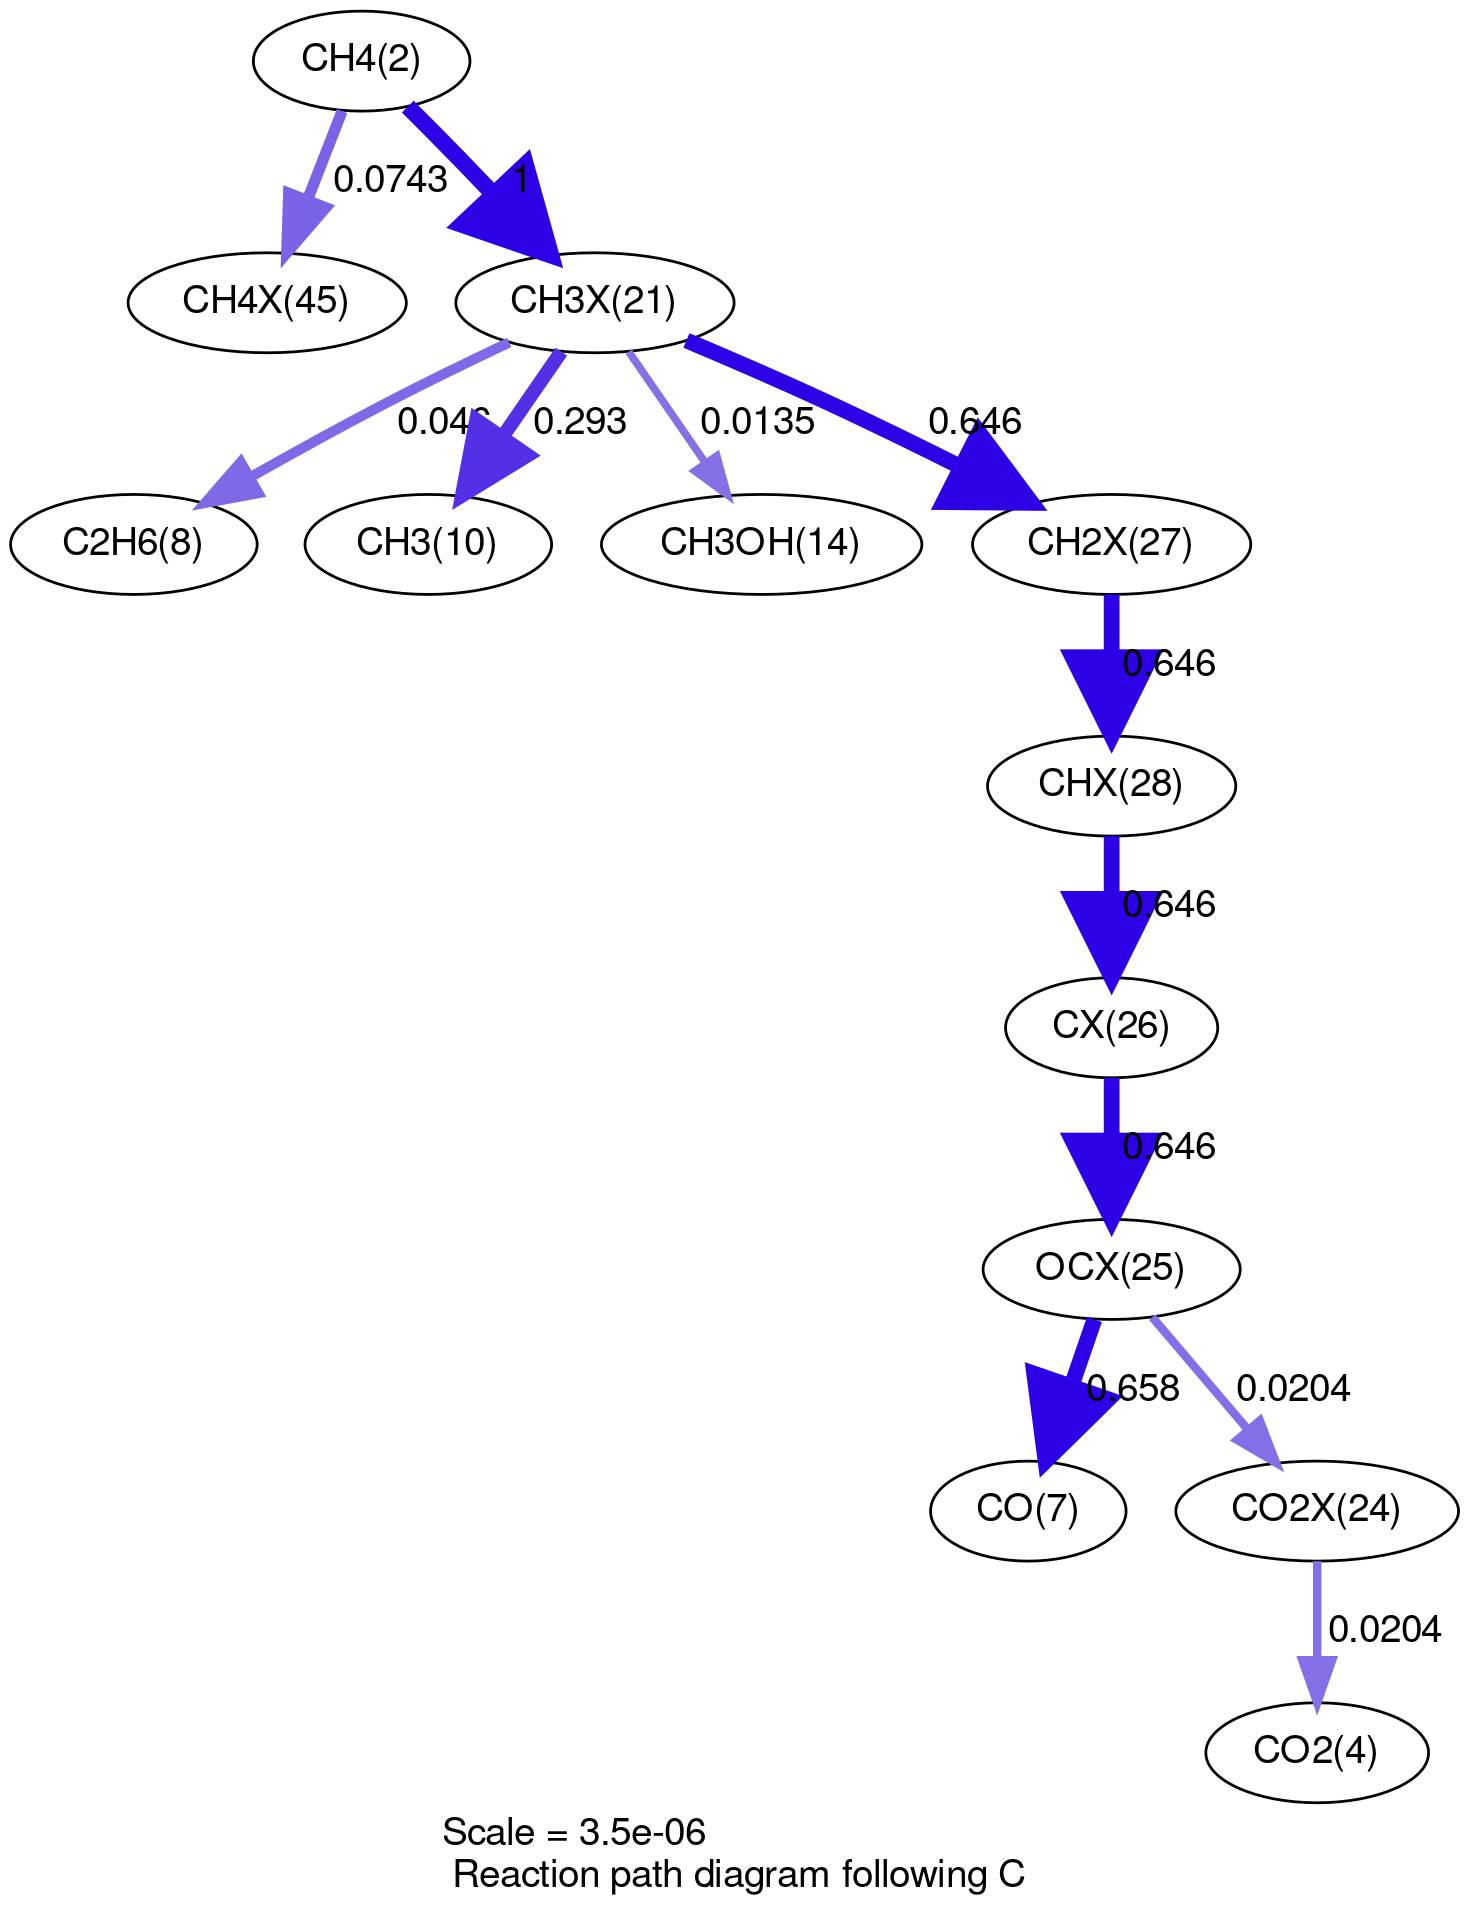 CH4(2)
0.0743
1
CH4X(45)
CH3X(21)
0.046
0.293
0.0135
0.646
C2H6(8)
CH3(10)
CH3OH(14)
CH2X(27)
0.646
CHX(28)
0.646
CX(26)
0.646
OCX(25)
0.658
0.0204
CO(7)
CO2X(24)
0.0204
CO2(4)
Scale = 3.5e-06
Reaction path diagram following C